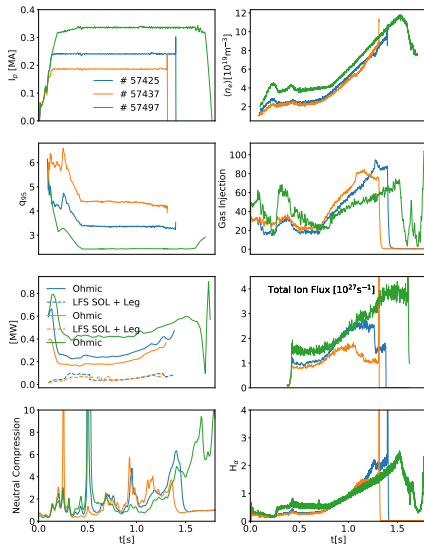 0.4
0.3
0.2
0.1
0.0
I_p [MA]
# 57425
# 57437
# 57497
12
10
8
6
4
2
0
⟨n_e⟩[10^19 m^−3]
6
5
4
3
q_95
100
80
60
40
20
0
Gas Injection
0.8
0.6
0.4
0.2
0.0
[MW]
Ohmic
LFS SOL + Leg
Ohmic
LFS SOL + Leg
Ohmic
4
3
2
1
0
Total Ion Flux [10^27 s^−1]
10
8
6
4
2
0
Neutral Compression
0.0 0.5 1.0 1.5
t[s]
4
3
2
1
0
H_α
0.0 0.5 1.0 1.5
t[s]